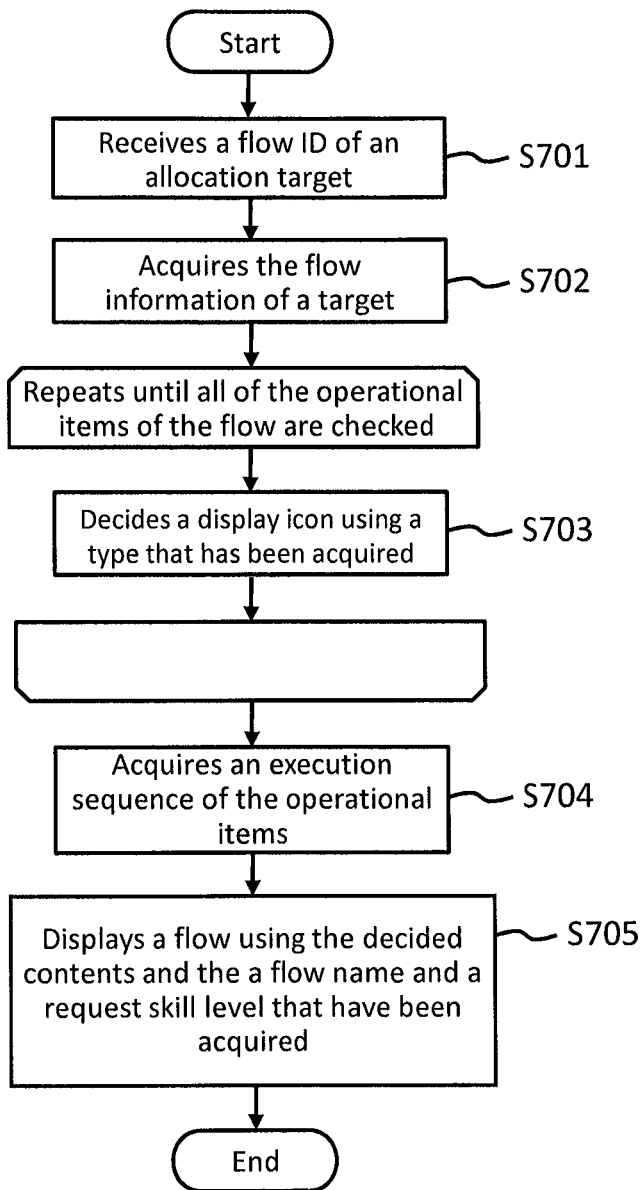 Start
Receives a flow ID of an
allocation target
S701
Acquires the flow
information of a target
S702
Repeats until all of the operational
items of the flow are checked
Decides a display icon using a
type that has been acquired
S703
Acquires an execution
sequence of the operational
items
S704
Displays a flow using the decided
contents and the a flow name and a
request skill level that have been
acquired
S705
End